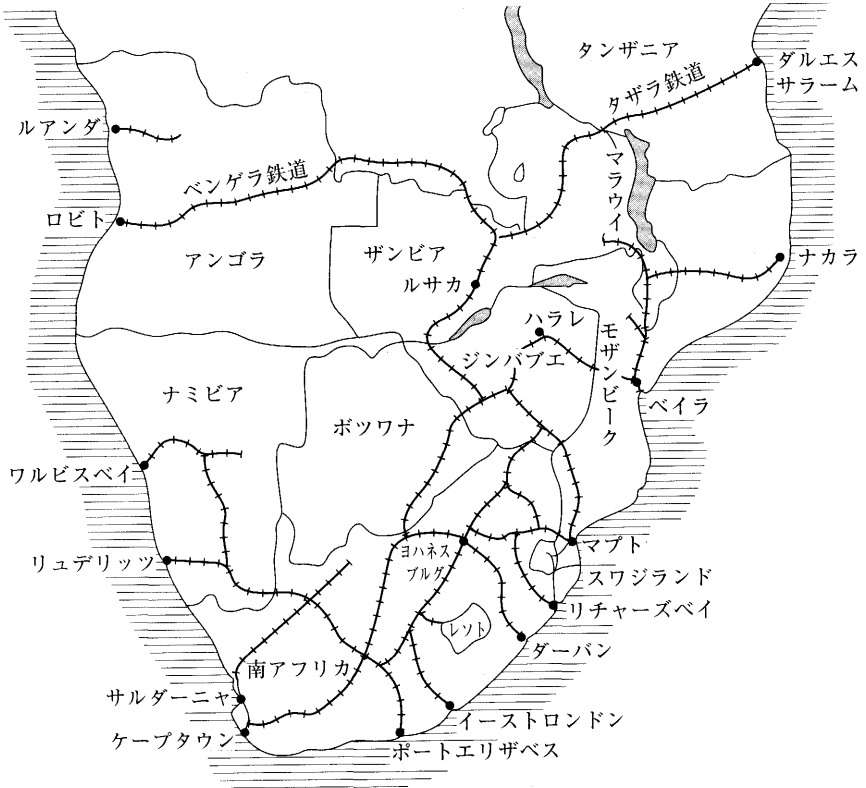 タンザニア
ダルエス
サラーム
タザラ鉄道
ルアンダ
マラウイ
ベンゲラ鉄道
ロビト
アンゴラ
ザンビア
ルサカ
ナカラ
ハラレ
ジンバブエ
モザンビーク
ナミビア
ボツワナ
ベイラ
ワルビスベイ
ヨハネス
ブルグ
マプト
リュデリッツ
スワジランド
リチャーズベイ
レソト
ダーバン
南アフリカ
サルダーニャ
イーストロンドン
ケープタウン
ポートエリザベス